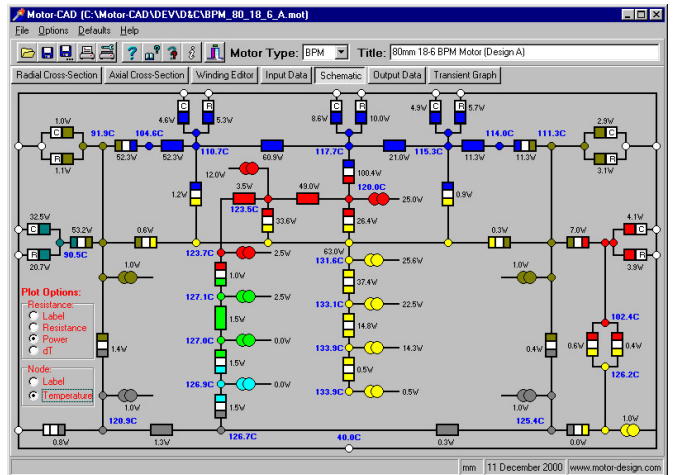 Motor-CAD (C:\Motor-CAD\DEV\D&C\BPM_80_18_6_A.mot)
File Options Defaults Help
Motor Type: BPM Title: 80mm 18-6 BPM Motor (Design A)
Radial Cross-Section Axial Cross-Section Winding Editor Input Data Schematic Output Data Transient Graph
C R C R C R
1.0W 4.6W 5.3W 8.6W 10.0W 4.9W 5.7W 2.9W
C 91.9C 104.6C 114.0C 111.3C C
R 110.7C 117.7C 115.3C R
1.1W 52.3W 52.3W 60.9W 21.0W 11.3W 11.3W 3.1W
12.0W 100.4W
1.2W 3.5W 49.0W 120.0C 25.0W 0.9W
123.5C
32.5W 33.6W 26.4W 4.1W
C 53.2W 0.6W 0.3W 7.0W C
R 90.5C R
20.7W 123.7C 2.5W 63.0W 131.6C 25.6W 3.9W
1.0W 1.0W 37.4W 1.0W
Plot Options:
Resistance:
Label
Resistance
Power
dT
127.1C 2.5W 133.1C 22.5W
1.5W 14.8W 102.4C
1.4W 127.0C 0.0W 133.9C 14.3W 0.4W 0.6W 0.4W
Node:
Label
Temperature
1.5W 0.5W 126.2C
126.9C 0.0W 133.9C 0.5W
1.0W 1.5W 1.0W 1.0W
120.9C 126.7C 40.0C 125.4C
0.8W 1.3W 0.3W 0.0W
mm 11 December 2000 www.motor-design.com